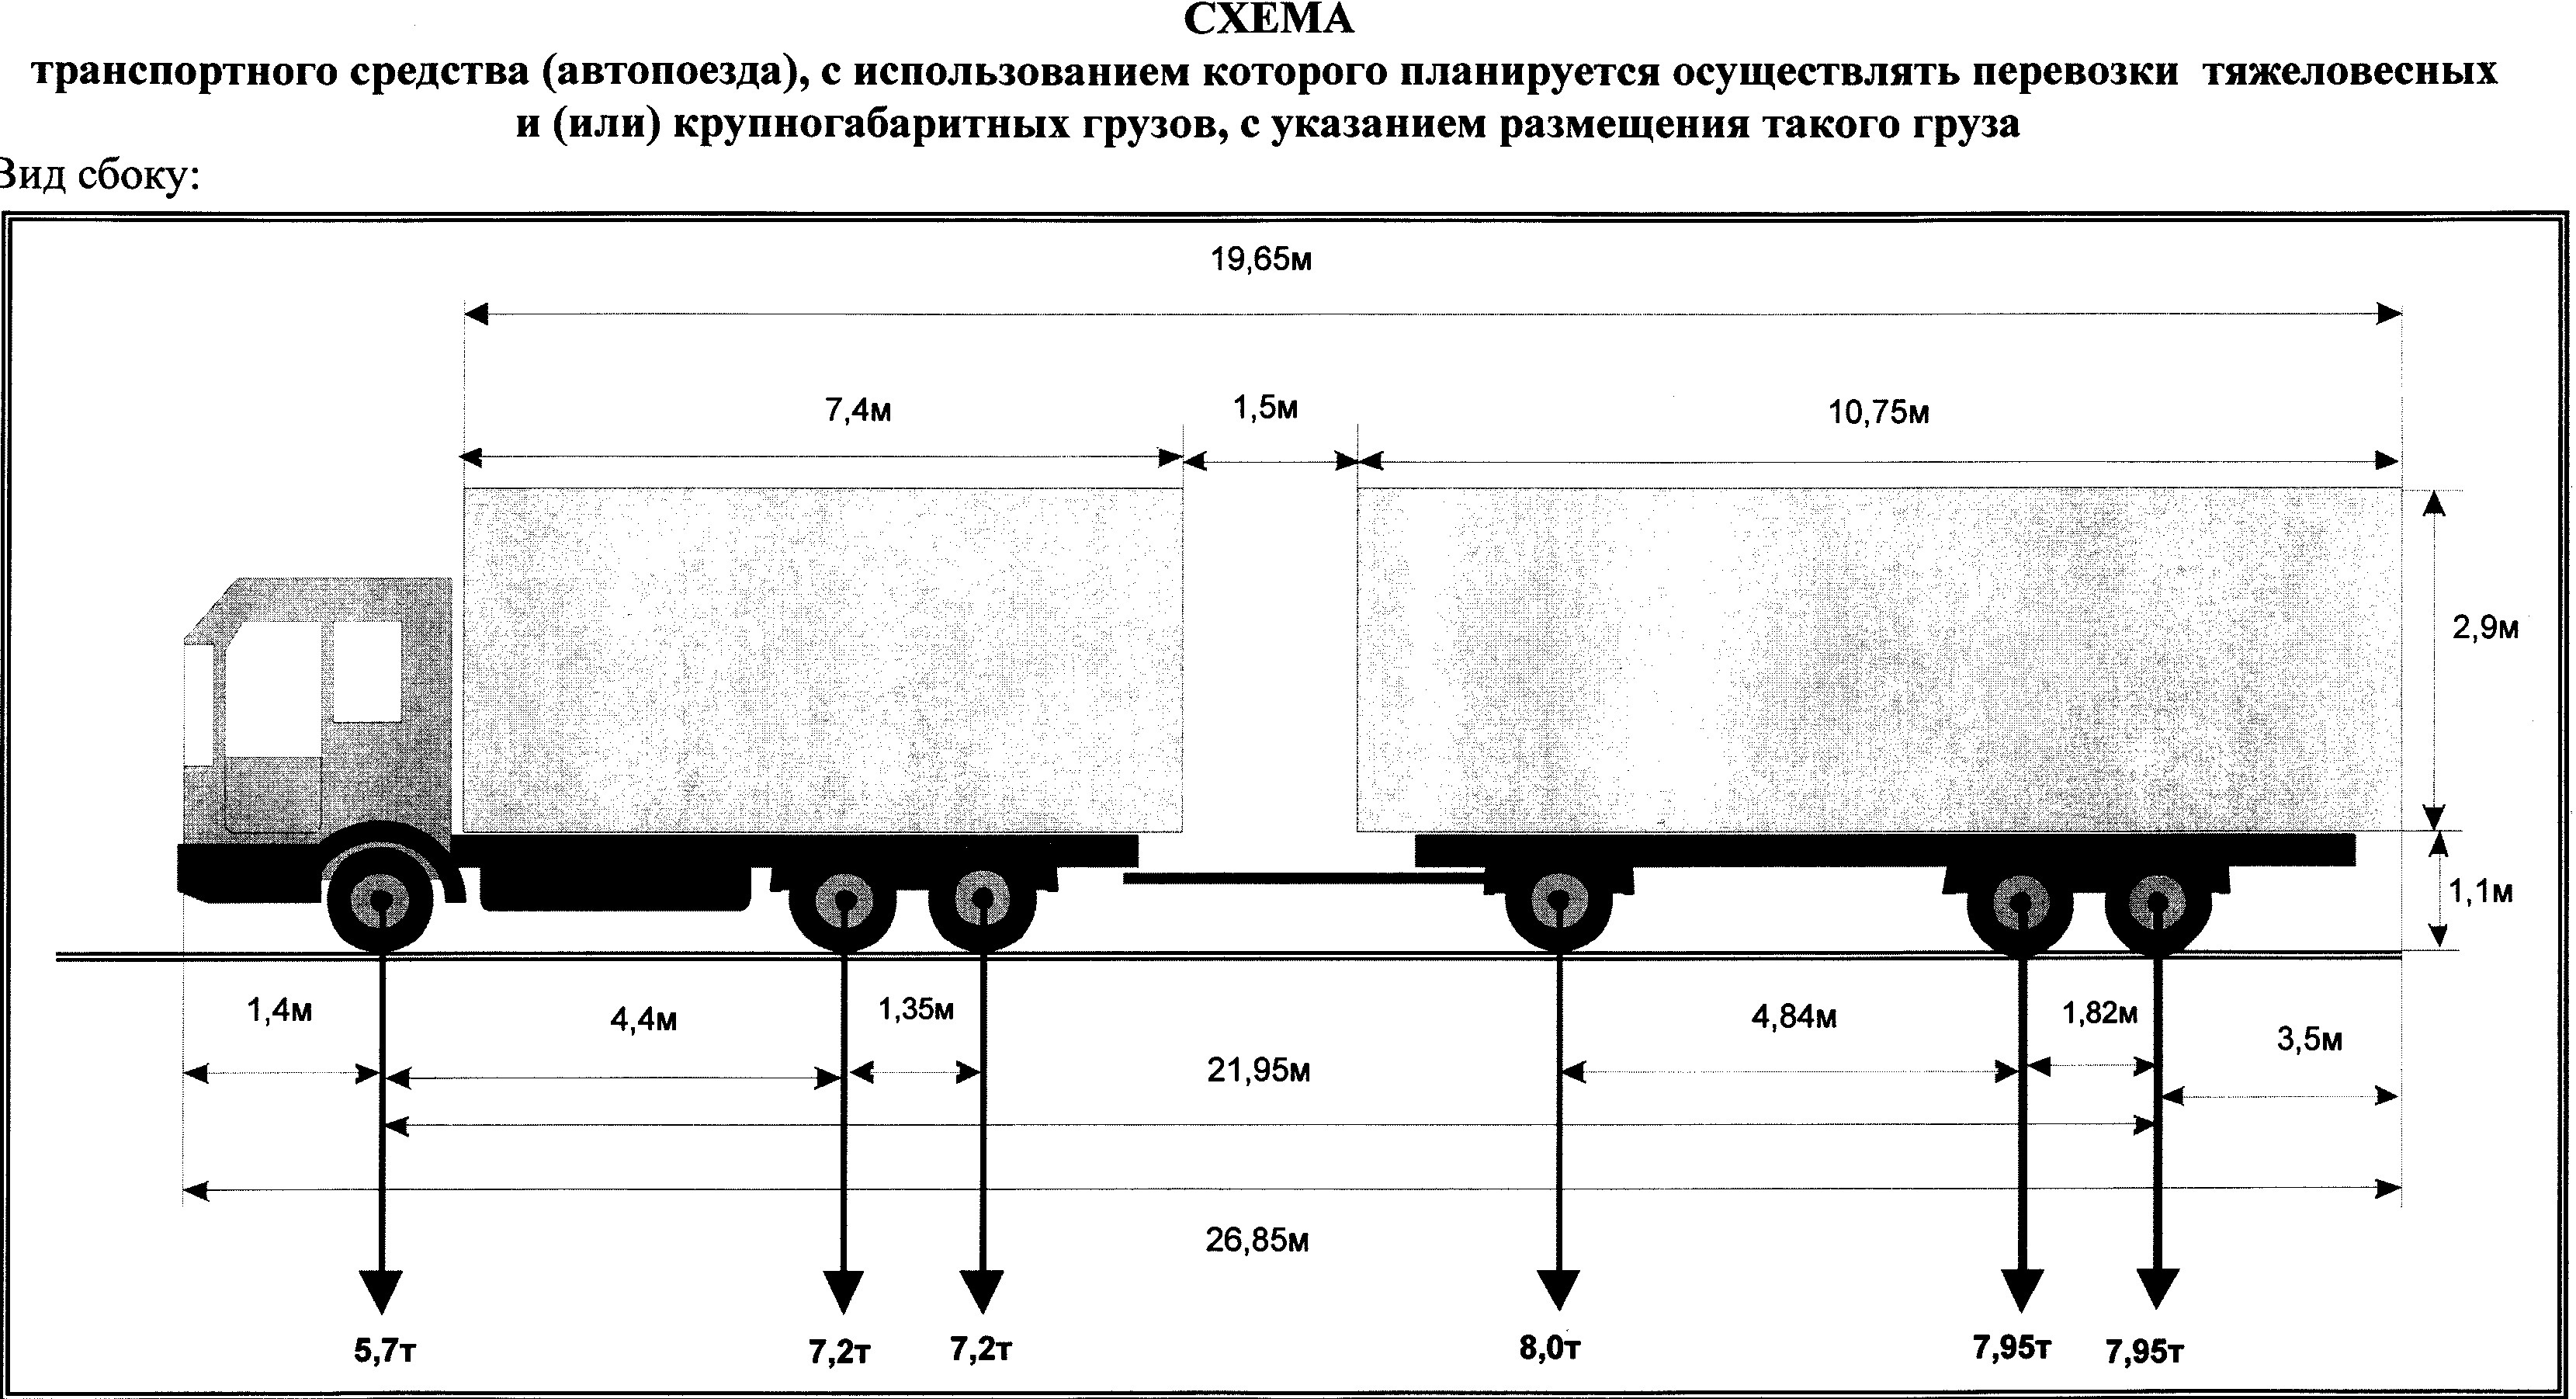 СХЕМА
транспортного средства (автопоезда), с использованием которого планируется осуществлять перевозки тяжеловесных
и (или) крупногабаритных грузов, с указанием размещения такого груза
Вид сбоку:
19,65м
7,4м
1,5м
10,75м
2,9м
1,1м
1,4м
4,4м
1,35м
4,84м
1,82м
3,5м
21,95м
26,85м
5,7т
7,2т
7,2т
8,0т
7,95т
7,95т